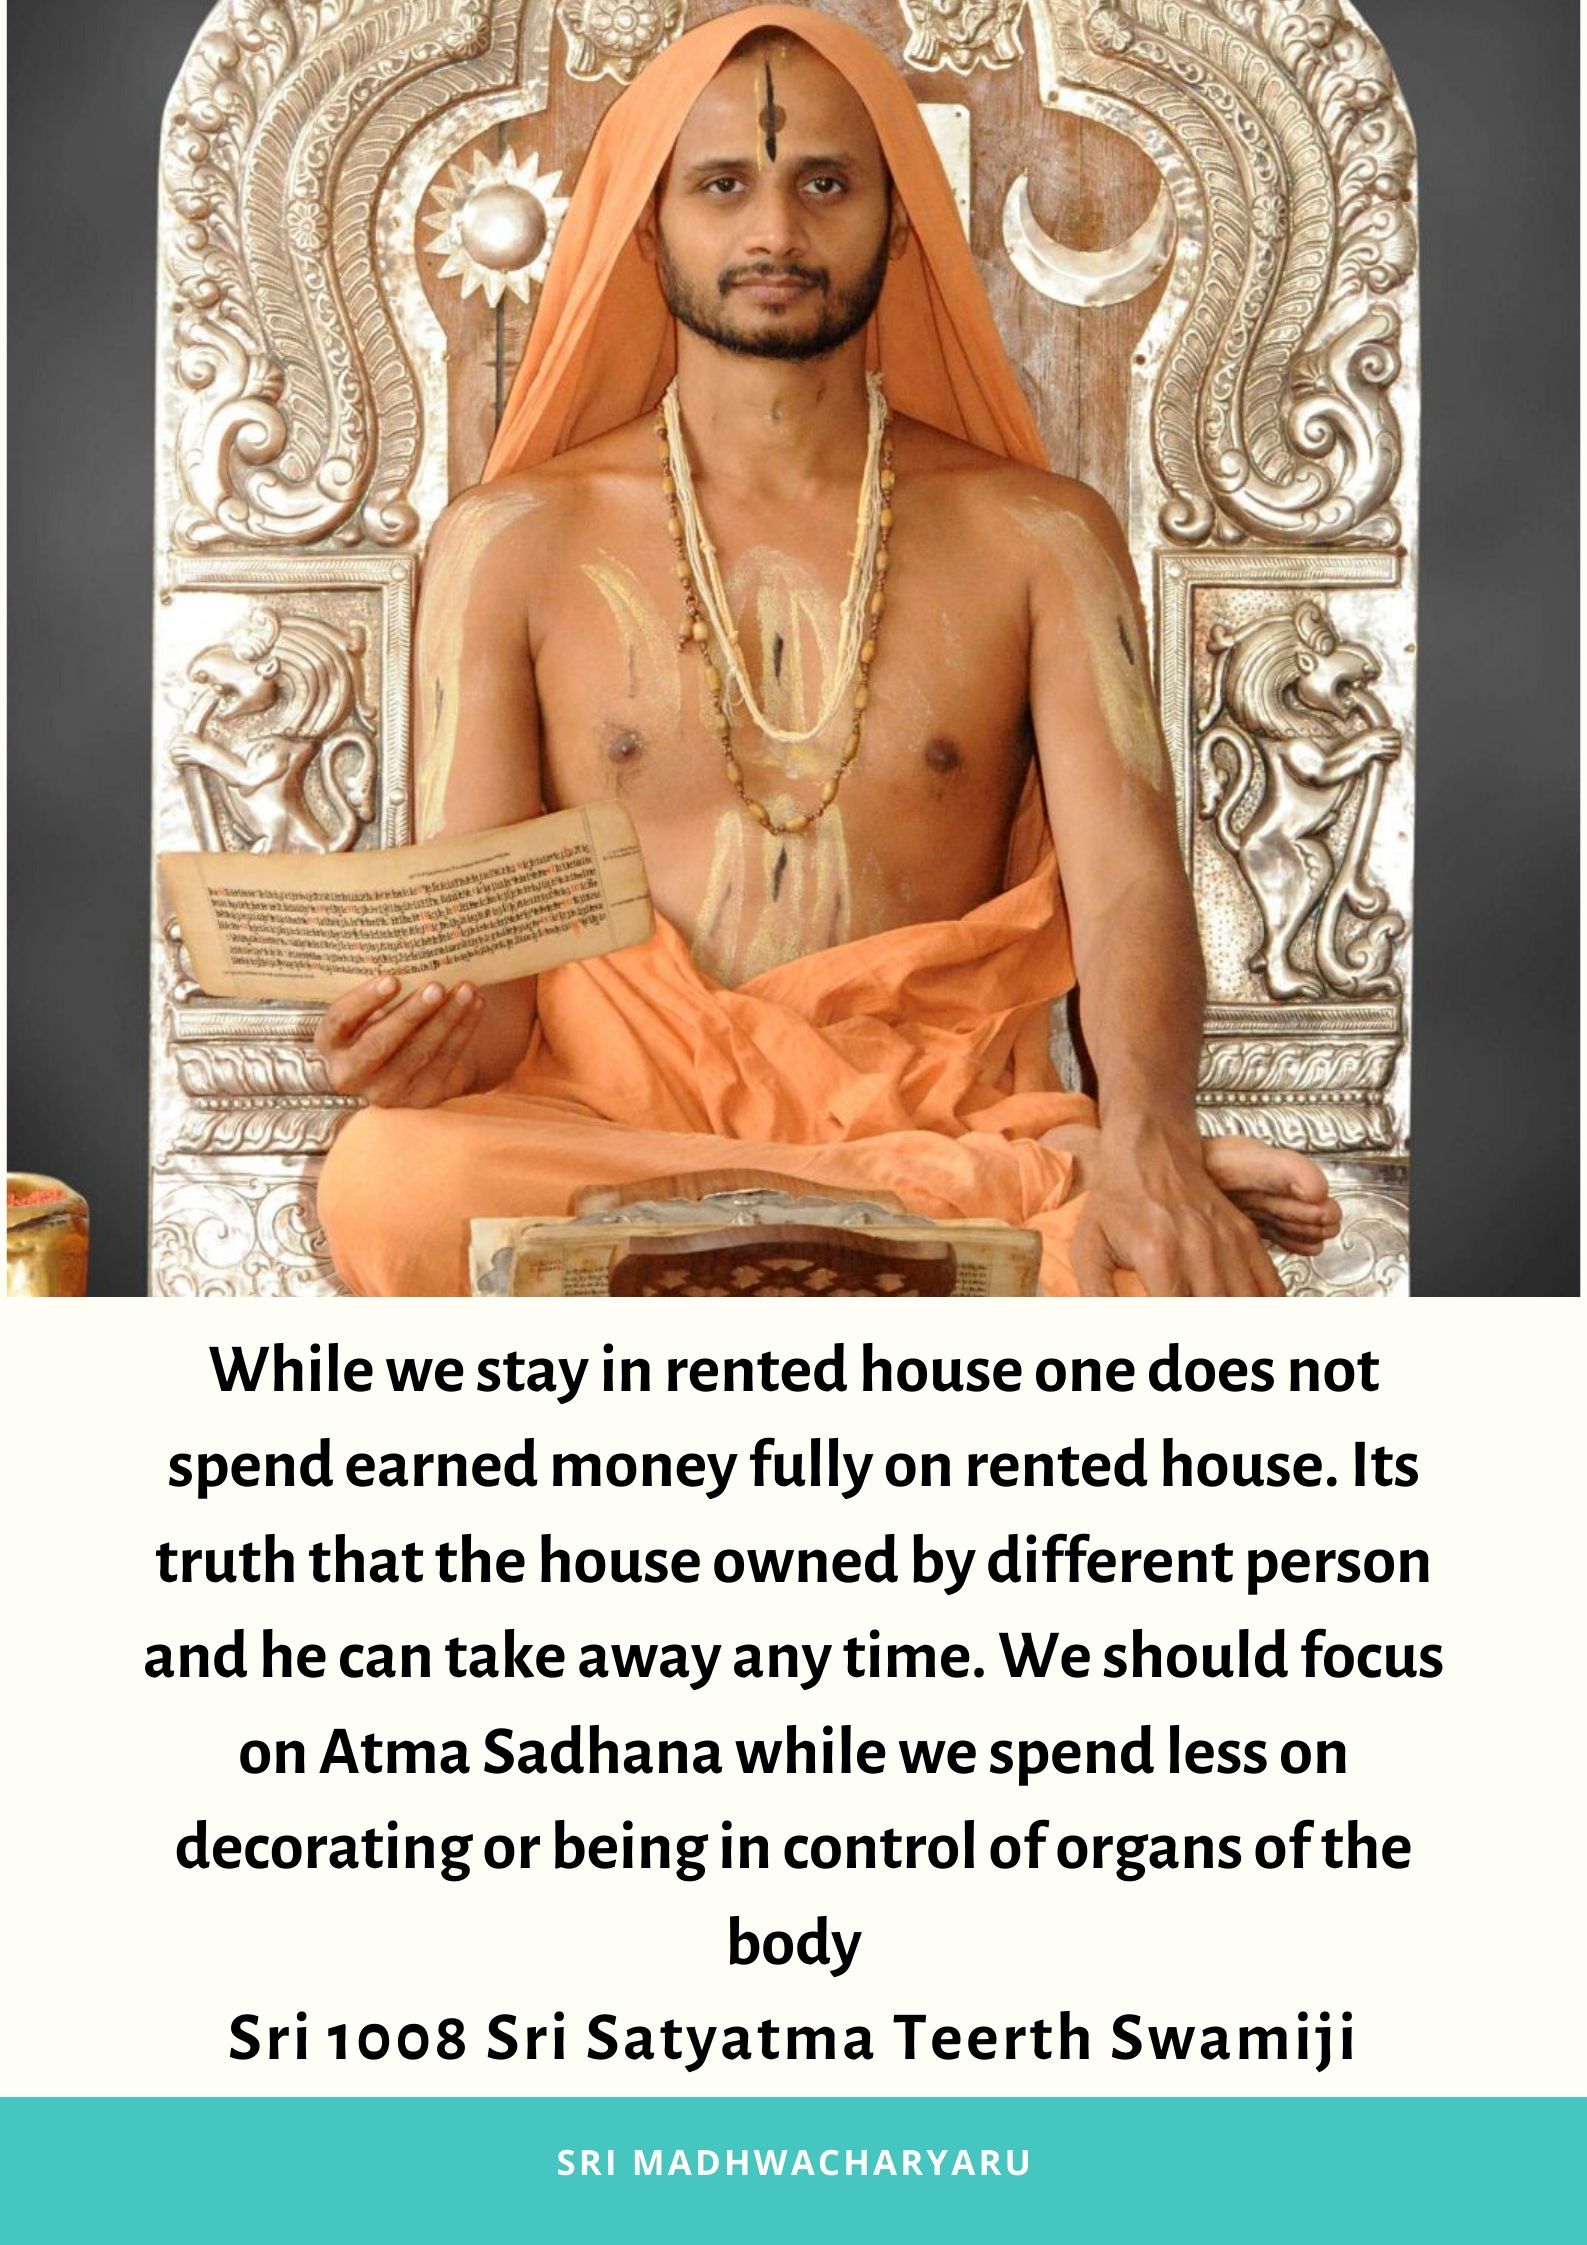 While we stay in rented house one does not
spend earned money fully on rented house. Its
truth that the house owned by different person
and he can take away any time. We should focus
on Atma Sadhana while we spend less on
decorating or being in control of organs of the
body
Sri 1008 Sri Satyatma Teerth Swamiji
SRI MADHWACHARYARU